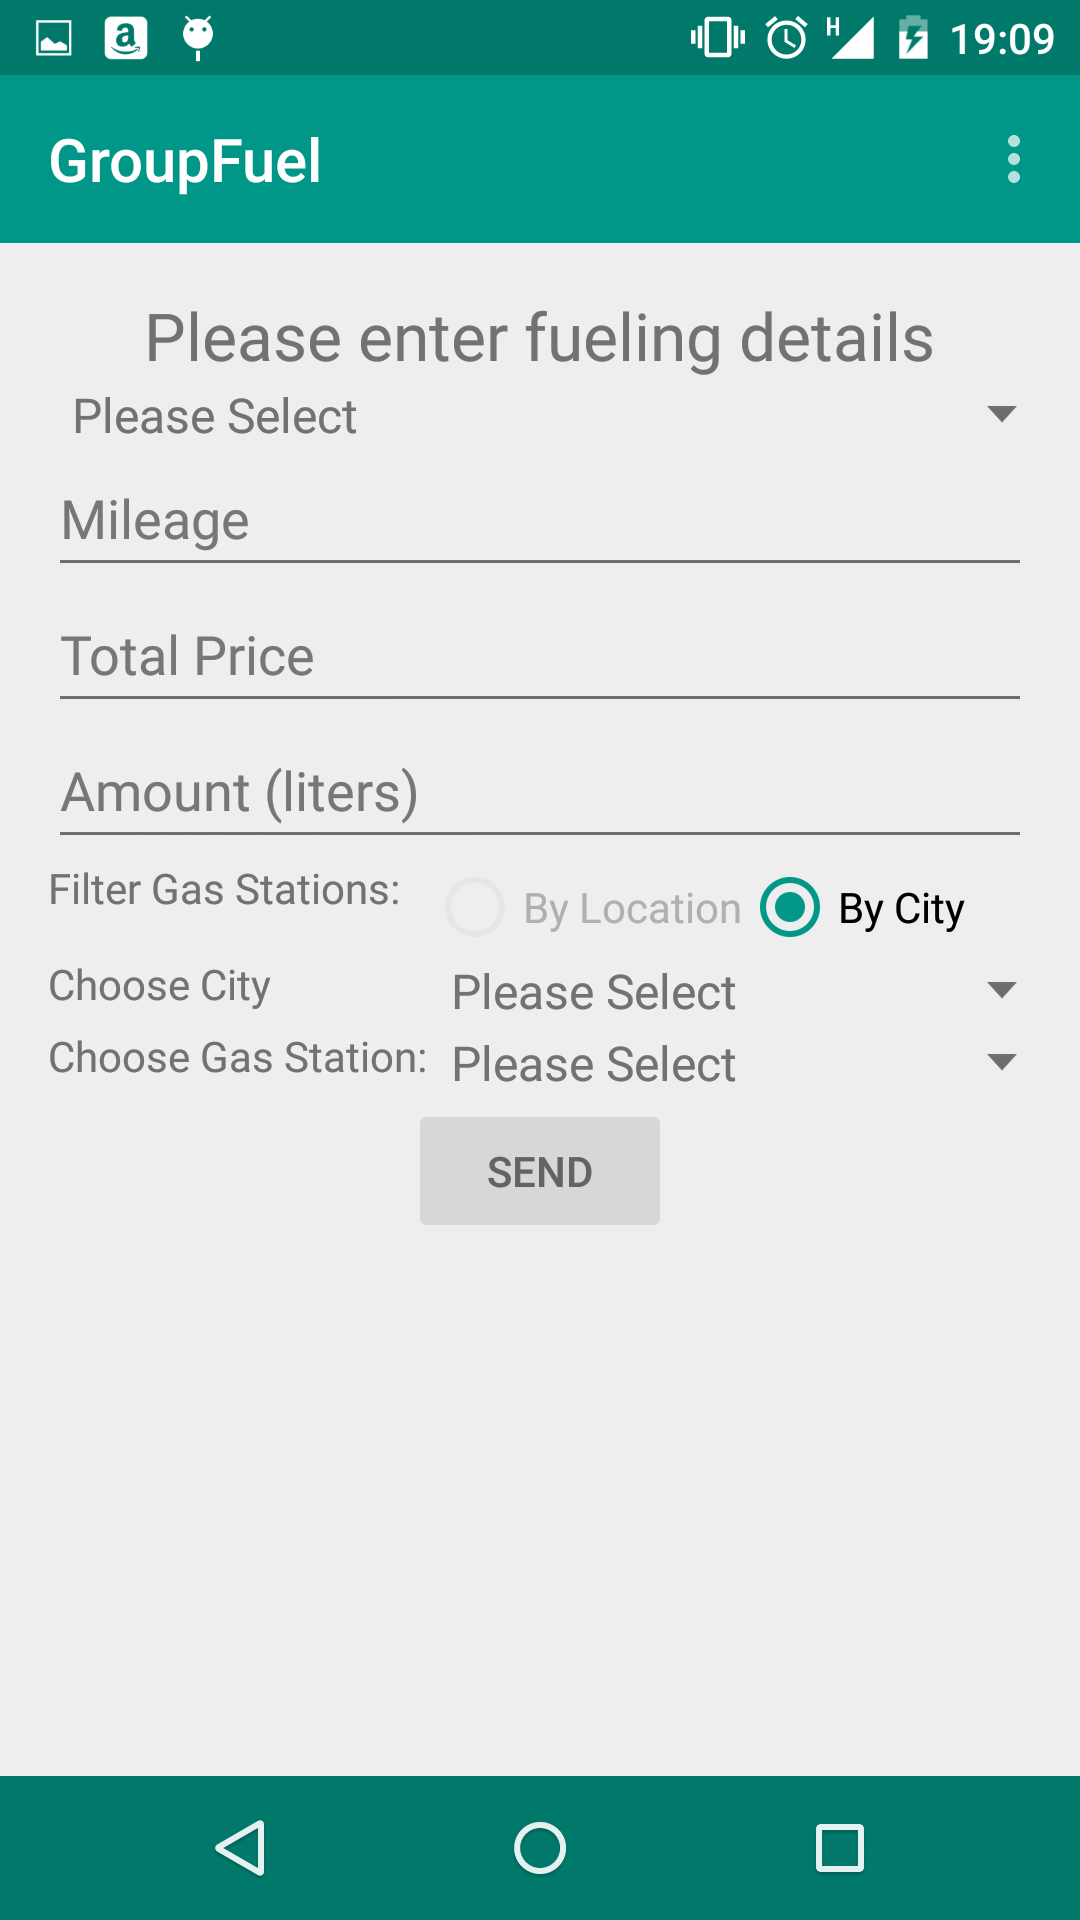 H 19:09
GroupFuel
Please enter fueling details
Please Select
Mileage
Total Price
Amount (liters)
Filter Gas Stations: By Location By City
Choose City Please Select
Choose Gas Station: Please Select
SEND